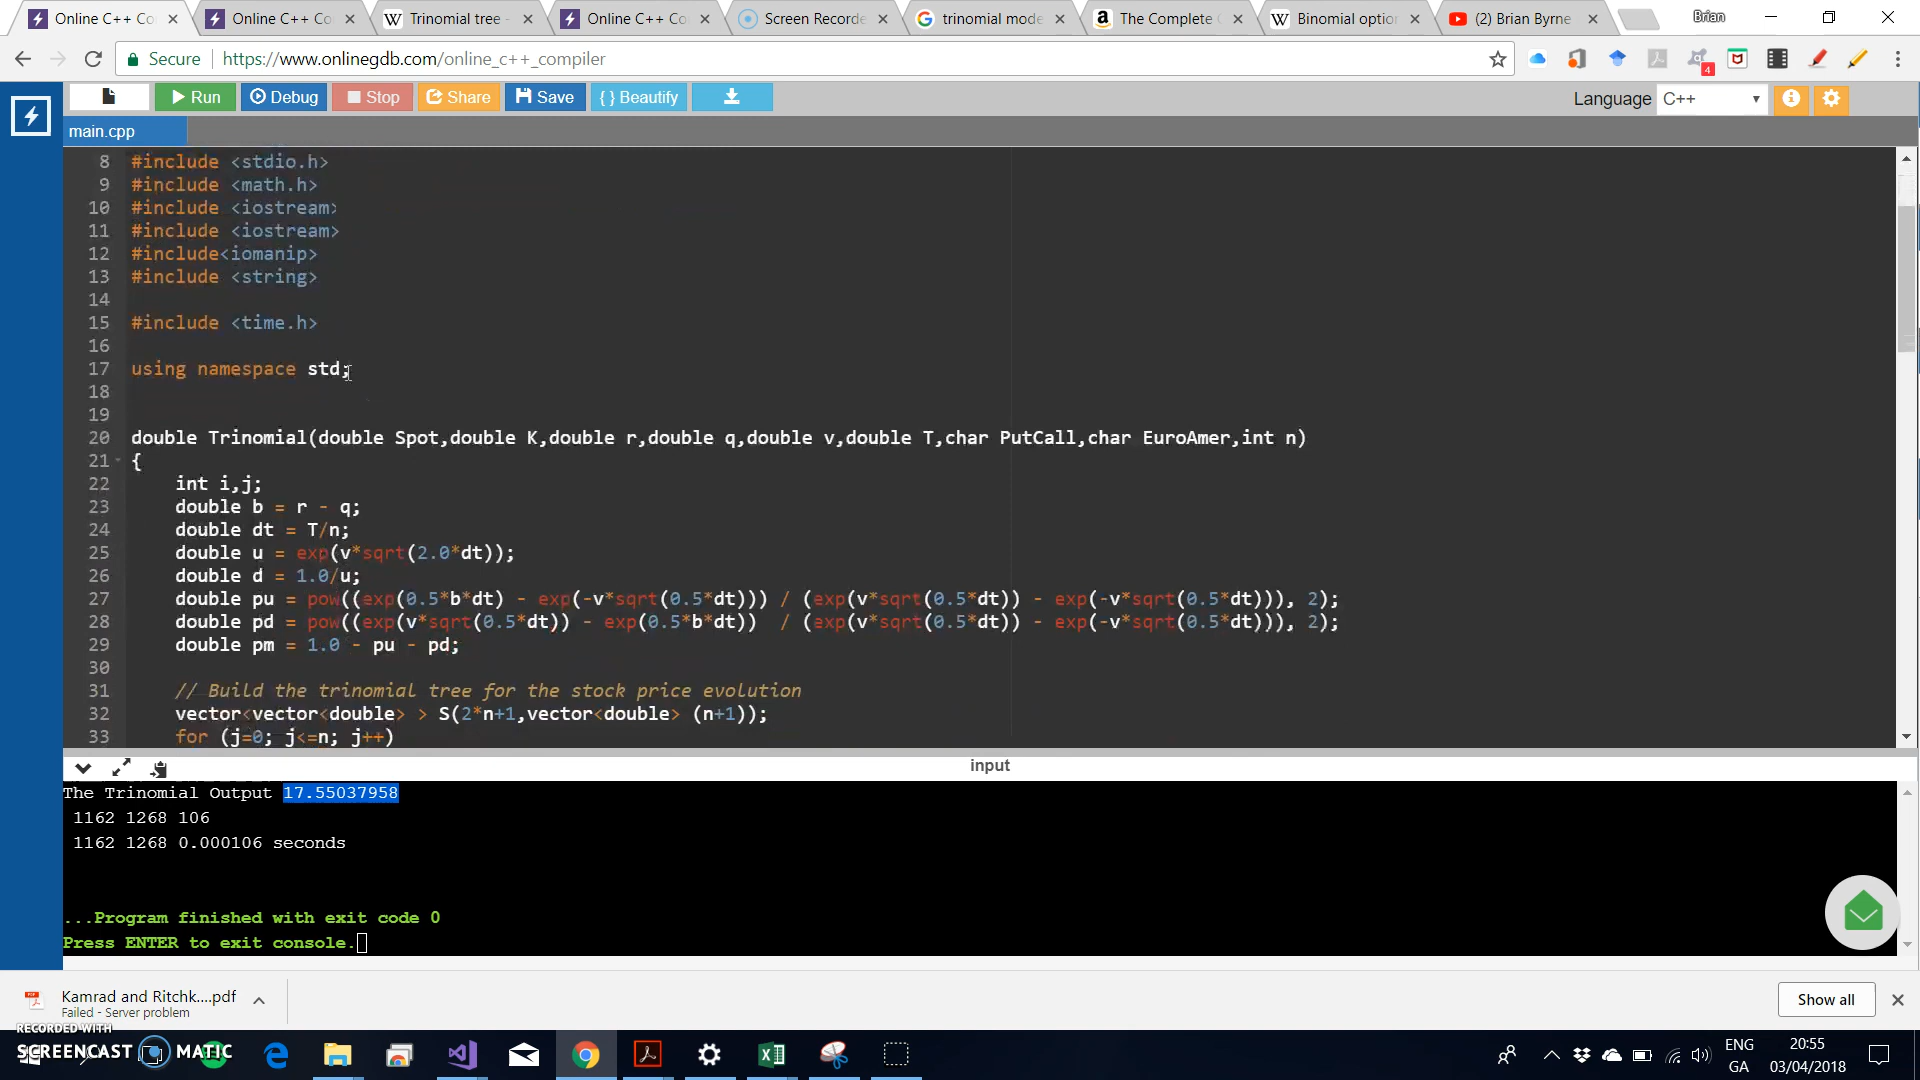 Online C++ Co
Online C++ Co
Trinomial tree -
Online C++ Co
Screen Recorde
trinomial mode
The Complete
Binomial optio
(2) Brian Byrne
Brian
Secure
https://www.onlinegdb.com/online_c++_compiler
4
Run
Debug
Stop
Share
Save
{ } Beautify
Language
C++
main.cpp
8 #include <stdio.h>
9 #include <math.h>
10 #include <iostream>
11 #include <iostream>
12 #include<iomanip>
13 #include <string>
14
15 #include <time.h>
16
17 using namespace std;
18
19
20 double Trinomial(double Spot,double K,double r,double q,double v,double T,char PutCall,char EuroAmer,int n)
21 {
22 int i,j;
23 double b = r - q;
24 double dt = T/n;
25 double u = exp(v*sqrt(2.0*dt));
26 double d = 1.0/u;
27 double pu = pow((exp(0.5*b*dt) - exp(-v*sqrt(0.5*dt))) / (exp(v*sqrt(0.5*dt)) - exp(-v*sqrt(0.5*dt))), 2);
28 double pd = pow((exp(v*sqrt(0.5*dt)) - exp(0.5*b*dt)) / (exp(v*sqrt(0.5*dt)) - exp(-v*sqrt(0.5*dt))), 2);
29 double pm = 1.0 - pu - pd;
30
31 // Build the trinomial tree for the stock price evolution
32 vector<vector<double> > S(2*n+1,vector<double> (n+1));
33 for (j=0; j<=n; j++)
input
The Trinomial Output 17.55037958
1162 1268 106
1162 1268 0.000106 seconds
...Program finished with exit code 0
Press ENTER to exit console.
Kamrad and Ritchk....pdf
Failed - Server problem
Show all
RECORDED WITH
SCREENCAST MATIC
ENG
GA
20:55
03/04/2018